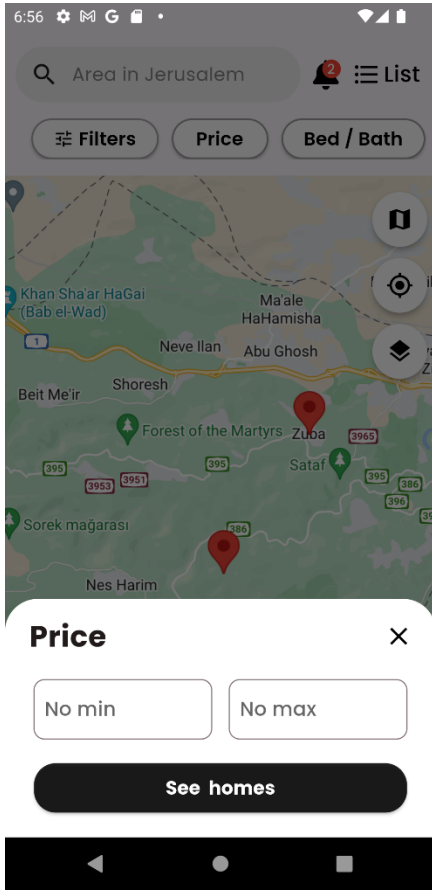 6:56
Area in Jerusalem
2
List
Filters
Price
Bed / Bath
Khan Sha'ar HaGai
(Bab el-Wad)
Ma'ale
HaHamisha
1
Neve Ilan
Abu Ghosh
Beit Me'ir
Shoresh
Forest of the Martyrs
Zuba
3965
395
395
Sataf
395
386
3953
3951
396
Sorek mağarası
386
Nes Harim
Price
No min
No max
See homes